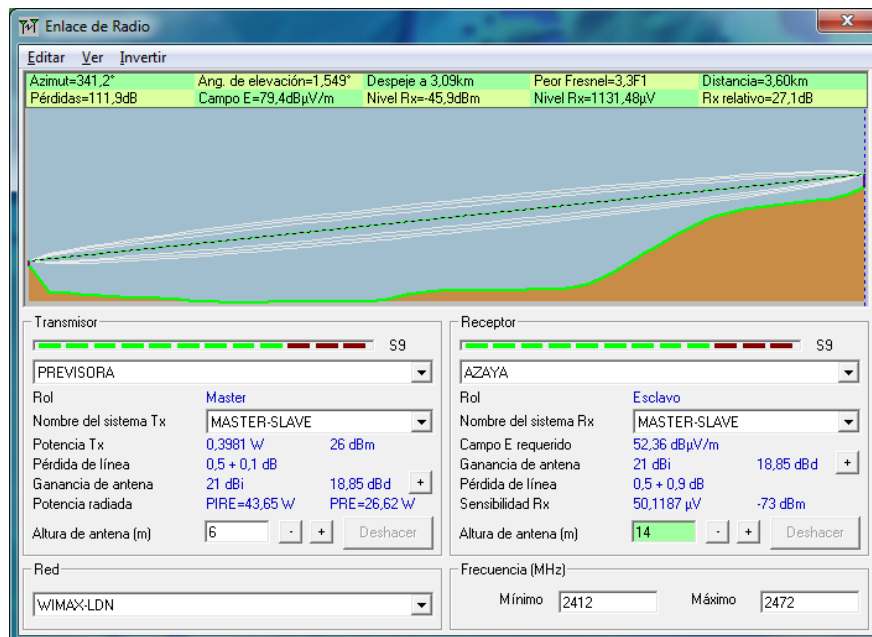 Enlace de Radio
Editar Ver Invertir
Azimut=341,2° Ang. de elevación=1,549° Despeje a 3,09km Peor Fresnel=3,3F1 Distancia=3,60km
Pérdidas=111,9dB Campo E=79,4dBµV/m Nivel Rx=-45,9dBm Nivel Rx=1131,48µV Rx relativo=27,1dB
Transmisor
S9
PREVISORA
Rol Master
Nombre del sistema Tx MASTER-SLAVE
Potencia Tx 0,3981 W 26 dBm
Pérdida de línea 0,5 + 0,1 dB
Ganancia de antena 21 dBi 18,85 dBd +
Potencia radiada PIRE=43,65 W PRE=26,62 W
Altura de antena (m) 6 - + Deshacer
Receptor
S9
AZAYA
Rol Esclavo
Nombre del sistema Rx MASTER-SLAVE
Campo E requerido 52,36 dBµV/m
Ganancia de antena 21 dBi 18,85 dBd +
Pérdida de línea 0,5 + 0,9 dB
Sensibilidad Rx 50,1187 µV -73 dBm
Altura de antena (m) 14 - + Deshacer
Red
WIMAX-LDN
Frecuencia (MHz)
Mínimo 2412 Máximo 2472